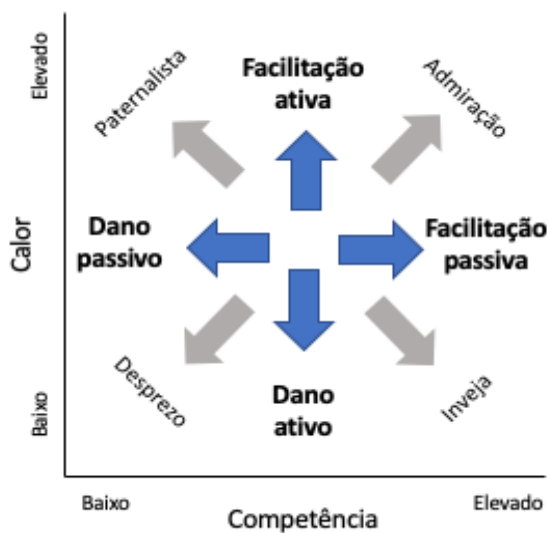 Elevado
Calor
Baixo
Paternalista
Facilitação
ativa
Admiração
Dano
passivo
Facilitação
passiva
Desprezo
Dano
ativo
Inveja
Baixo
Competência
Elevado